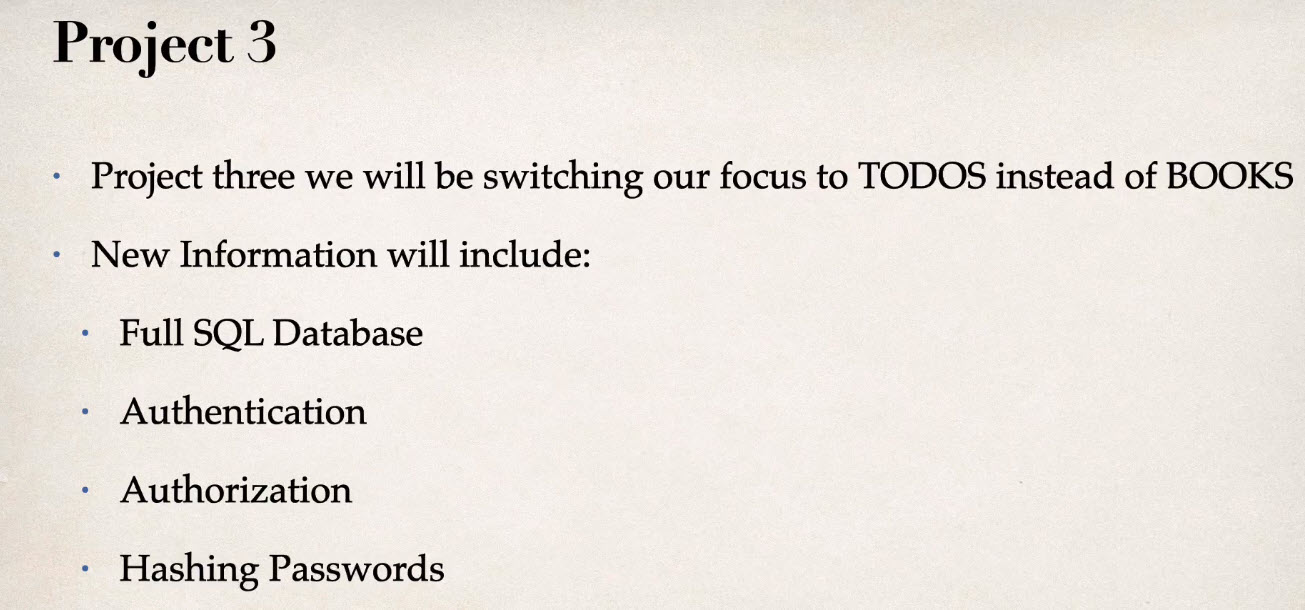 Project 3
Project three we will be switching our focus to TODOS instead of BOOKS
New Information will include:
Full SQL Database
Authentication
Authorization
Hashing Passwords